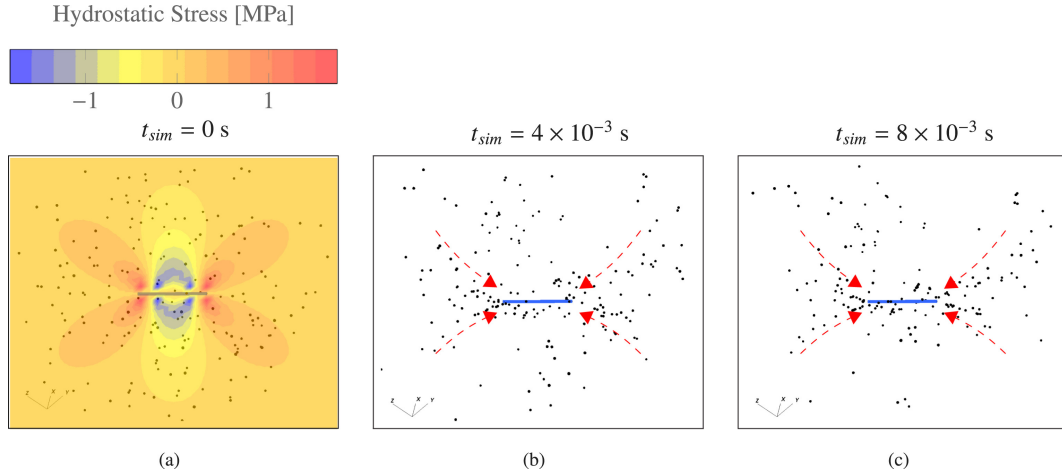 Hydrostatic Stress [MPa]
−1 0 1
t_sim = 0 s
t_sim = 4 × 10⁻³ s
t_sim = 8 × 10⁻³ s
Z X Y
Z X Y
Z X Y
(a)
(b)
(c)